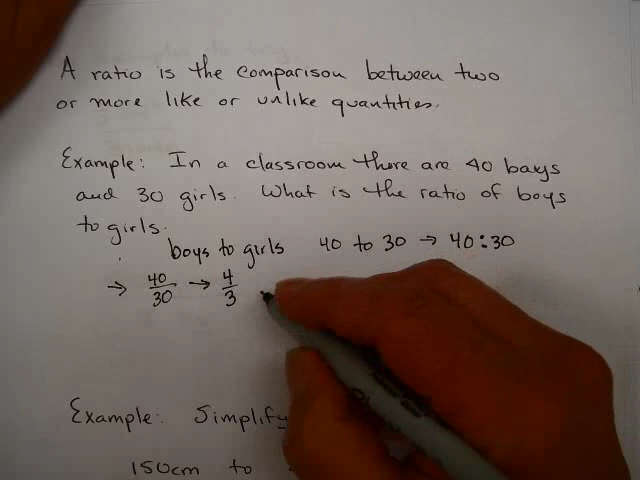 A ratio is the comparison between two
or more like or unlike quantities.
Example: In a classroom there are 40 boys
and 30 girls. What is the ratio of boys
to girls.
boys to girls 40 to 30 → 40:30
→ 40/30 → 4/3
Example: Simplify
150cm to